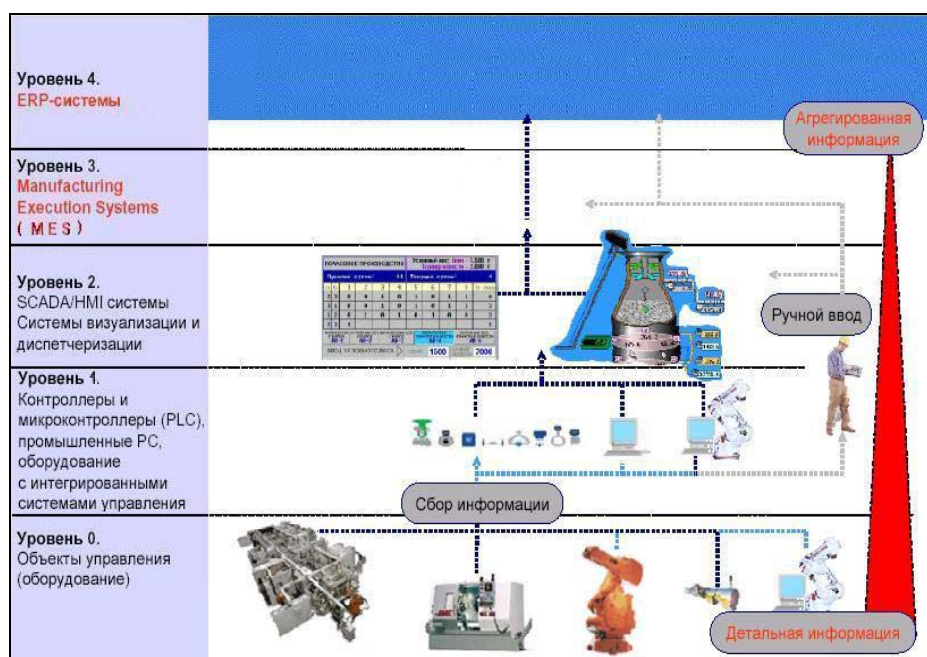 Уровень 4.
ERP-системы
Агрегированная
информация
Уровень 3.
Manufacturing
Execution Systems
( MES )
Уровень 2.
SCADA/HMI системы
Системы визуализации и
диспетчеризации
ПРОИЗВОДСТВО
1500
2000
Ручной ввод
Уровень 1.
Контроллеры и
микроконтроллеры (PLC),
промышленные PC,
оборудование
с интегрированными
системами управления
Сбор информации
Уровень 0.
Объекты управления
(оборудование)
Детальная информация